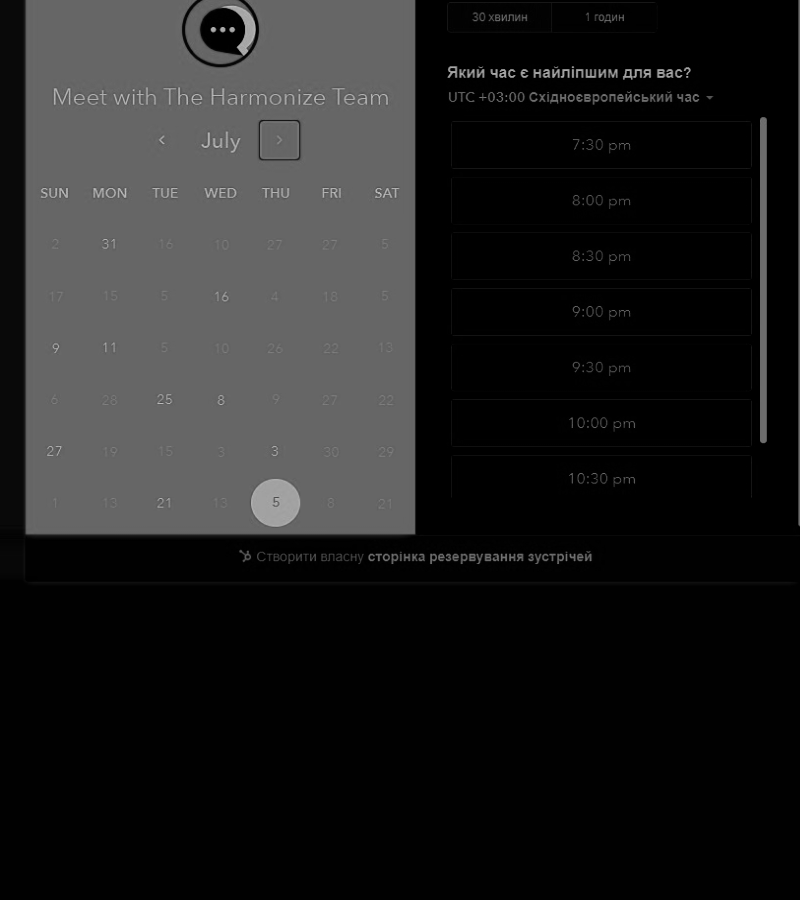 Meet with The Harmonize Team
July
SUN MON TUE WED THU FRI SAT
2 31 16 10 27 27 5
17 15 5 16 4 18 5
9 11 5 10 26 22 13
6 28 25 8 9 27 22
27 19 15 3 3 30 29
1 13 21 13 5 8 21
30 хвилин 1 годин
Який час є найліпшим для вас?
UTC +03:00 Східноєвропейський час
7:30 pm
8:00 pm
8:30 pm
9:00 pm
9:30 pm
10:00 pm
10:30 pm
Створити власну сторінка резервування зустрічей